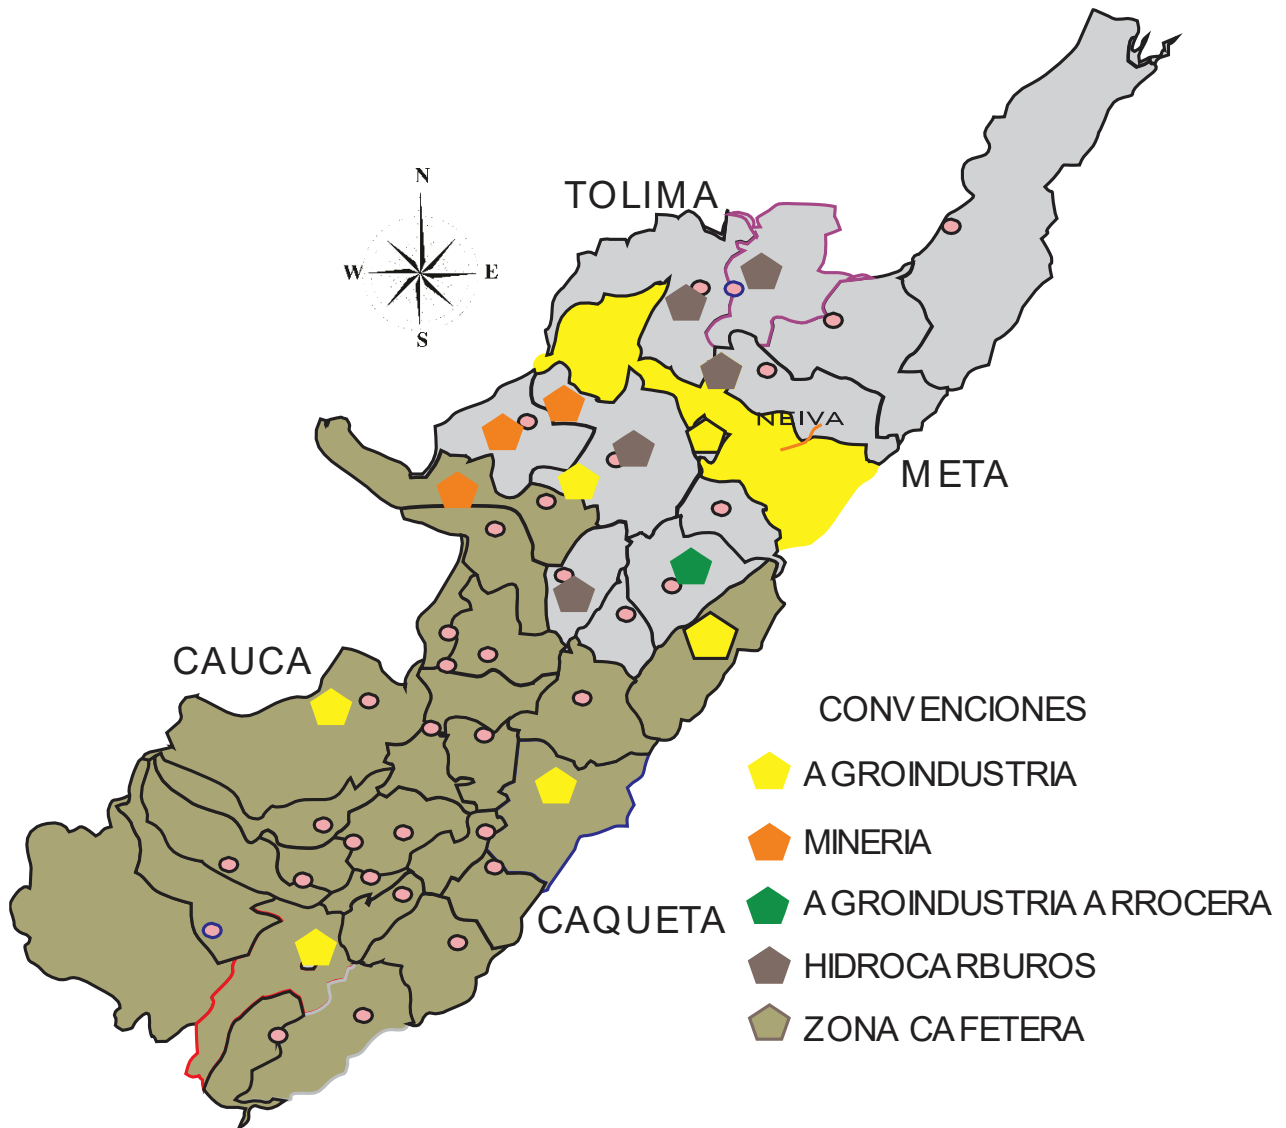 N
TOLIMA
W
E
S
NEIVA
META
CAUCA
CONVENCIONES
AGROINDUSTRIA
MINERIA
AGROINDUSTRIA ARROCERA
CAQUETA
HIDROCARBUROS
ZONA CAFETERA